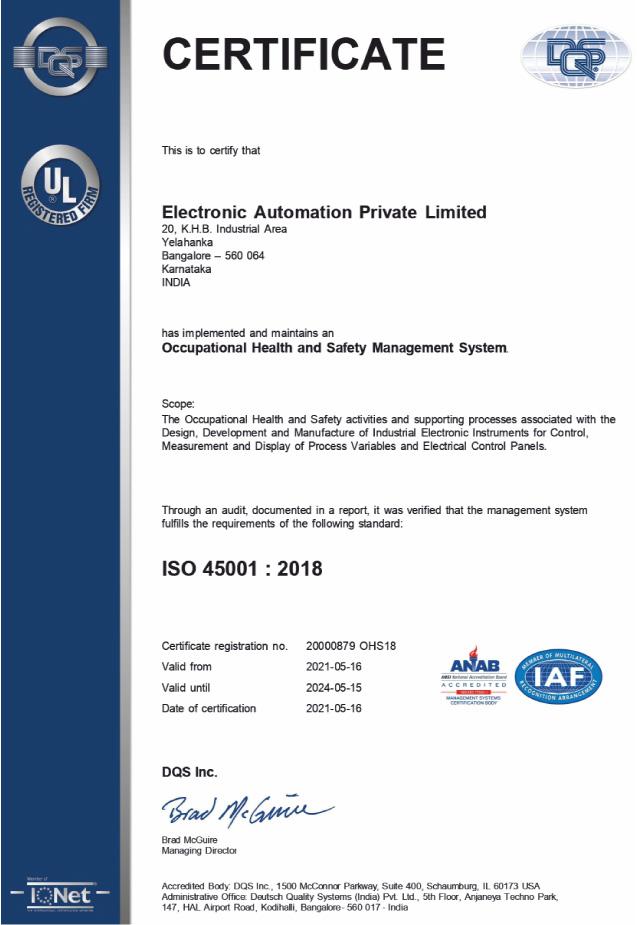 DQS
CERTIFICATE
DQS
UL
®
REGISTERED FIRM
This is to certify that
Electronic Automation Private Limited
20, K.H.B. Industrial Area
Yelahanka
Bangalore – 560 064
Karnataka
INDIA
has implemented and maintains an
Occupational Health and Safety Management System.
Scope:
The Occupational Health and Safety activities and supporting processes associated with the
Design, Development and Manufacture of Industrial Electronic Instruments for Control,
Measurement and Display of Process Variables and Electrical Control Panels.
Through an audit, documented in a report, it was verified that the management system
fulfills the requirements of the following standard:
ISO 45001 : 2018
Certificate registration no. 20000879 OHS18
Valid from 2021-05-16
Valid until 2024-05-15
Date of certification 2021-05-16
ANAB
ANSI National Accreditation Board
ACCREDITED
MANAGEMENT SYSTEMS
CERTIFICATION BODY
MEMBER OF MULTILATERAL
IAF
RECOGNITION ARRANGEMENT
DQS Inc.
Brad McGuire
Brad McGuire
Managing Director
Member of
IQNet
Accredited Body: DQS Inc., 1500 McConnor Parkway, Suite 400, Schaumburg, IL 60173 USA
Administrative Office: Deutsch Quality Systems (India) Pvt. Ltd., 5th Floor, Anjaneya Techno Park,
147, HAL Airport Road, Kodihalli, Bangalore- 560 017 - India